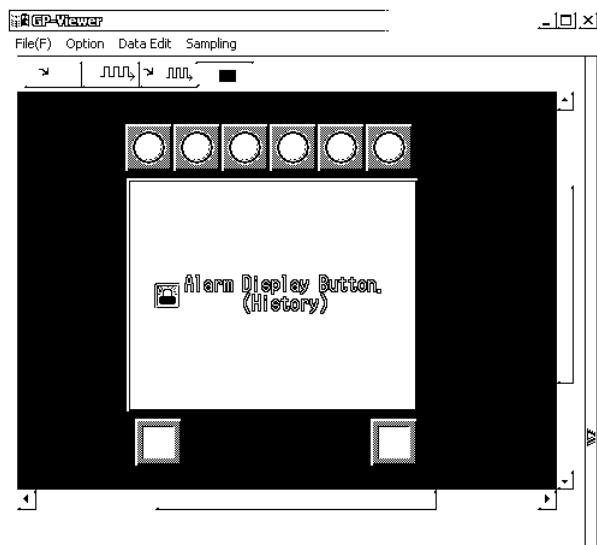 GP-Viewer
File(F) Option Data Edit Sampling
Alarm Display Button.
(History)